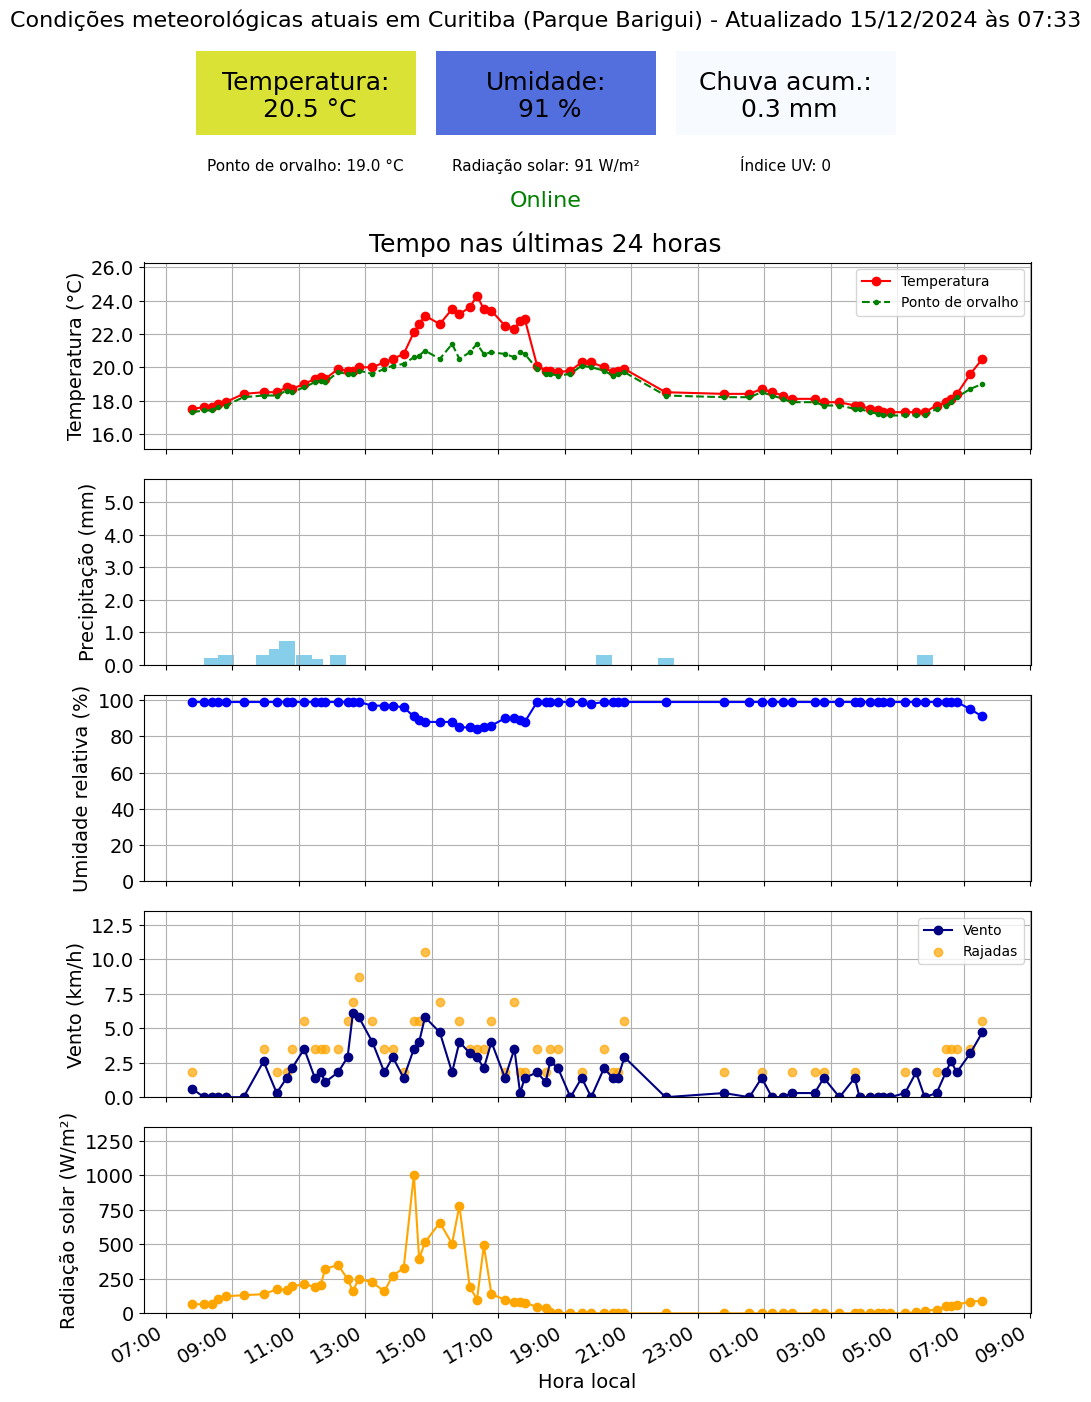 Condições meteorológicas atuais em Curitiba (Parque Barigui) - Atualizado 15/12/2024 às 07:33
Temperatura:
20.5 °C
Umidade:
91 %
Chuva acum.:
0.3 mm
Ponto de orvalho: 19.0 °C
Radiação solar: 91 W/m²
Índice UV: 0
Online
Tempo nas últimas 24 horas
Temperatura (°C)
26.0
24.0
22.0
20.0
18.0
16.0
Temperatura
Ponto de orvalho
Precipitação (mm)
5.0
4.0
3.0
2.0
1.0
0.0
Umidade relativa (%)
100
80
60
40
20
0
Vento (km/h)
12.5
10.0
7.5
5.0
2.5
0.0
Vento
Rajadas
Radiação solar (W/m²)
1250
1000
750
500
250
0
07:00
09:00
11:00
13:00
15:00
17:00
19:00
21:00
23:00
01:00
03:00
05:00
07:00
09:00
Hora local